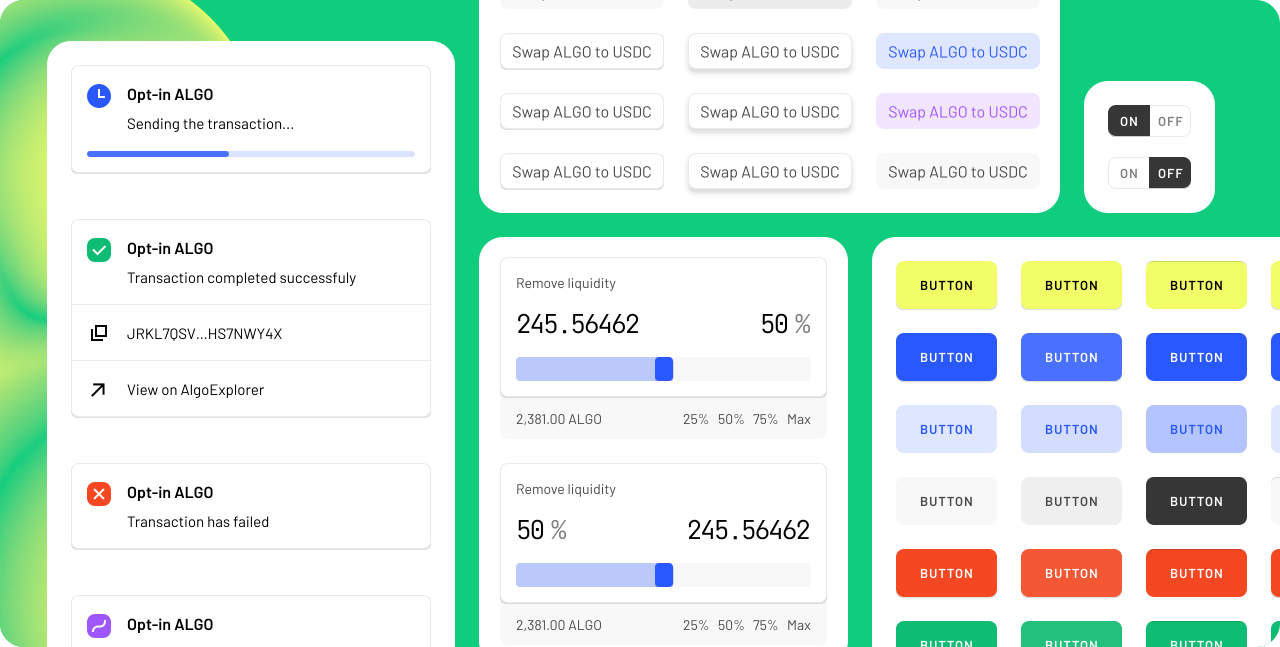 Opt-in ALGO
Sending the transaction...
Opt-in ALGO
Transaction completed successfuly
JRKL7QSV...HS7NWY4X
View on AlgoExplorer
Opt-in ALGO
Transaction has failed
Opt-in ALGO
Swap ALGO to USDC Swap ALGO to USDC Swap ALGO to USDC
Swap ALGO to USDC Swap ALGO to USDC Swap ALGO to USDC
Swap ALGO to USDC Swap ALGO to USDC Swap ALGO to USDC
ON OFF
ON OFF
Remove liquidity
245.56462 50 %
2,381.00 ALGO 25% 50% 75% Max
Remove liquidity
50 % 245.56462
2,381.00 ALGO 25% 50% 75% Max
BUTTON BUTTON BUTTON
BUTTON BUTTON BUTTON
BUTTON BUTTON BUTTON
BUTTON BUTTON BUTTON
BUTTON BUTTON BUTTON
BUTTON BUTTON BUTTON